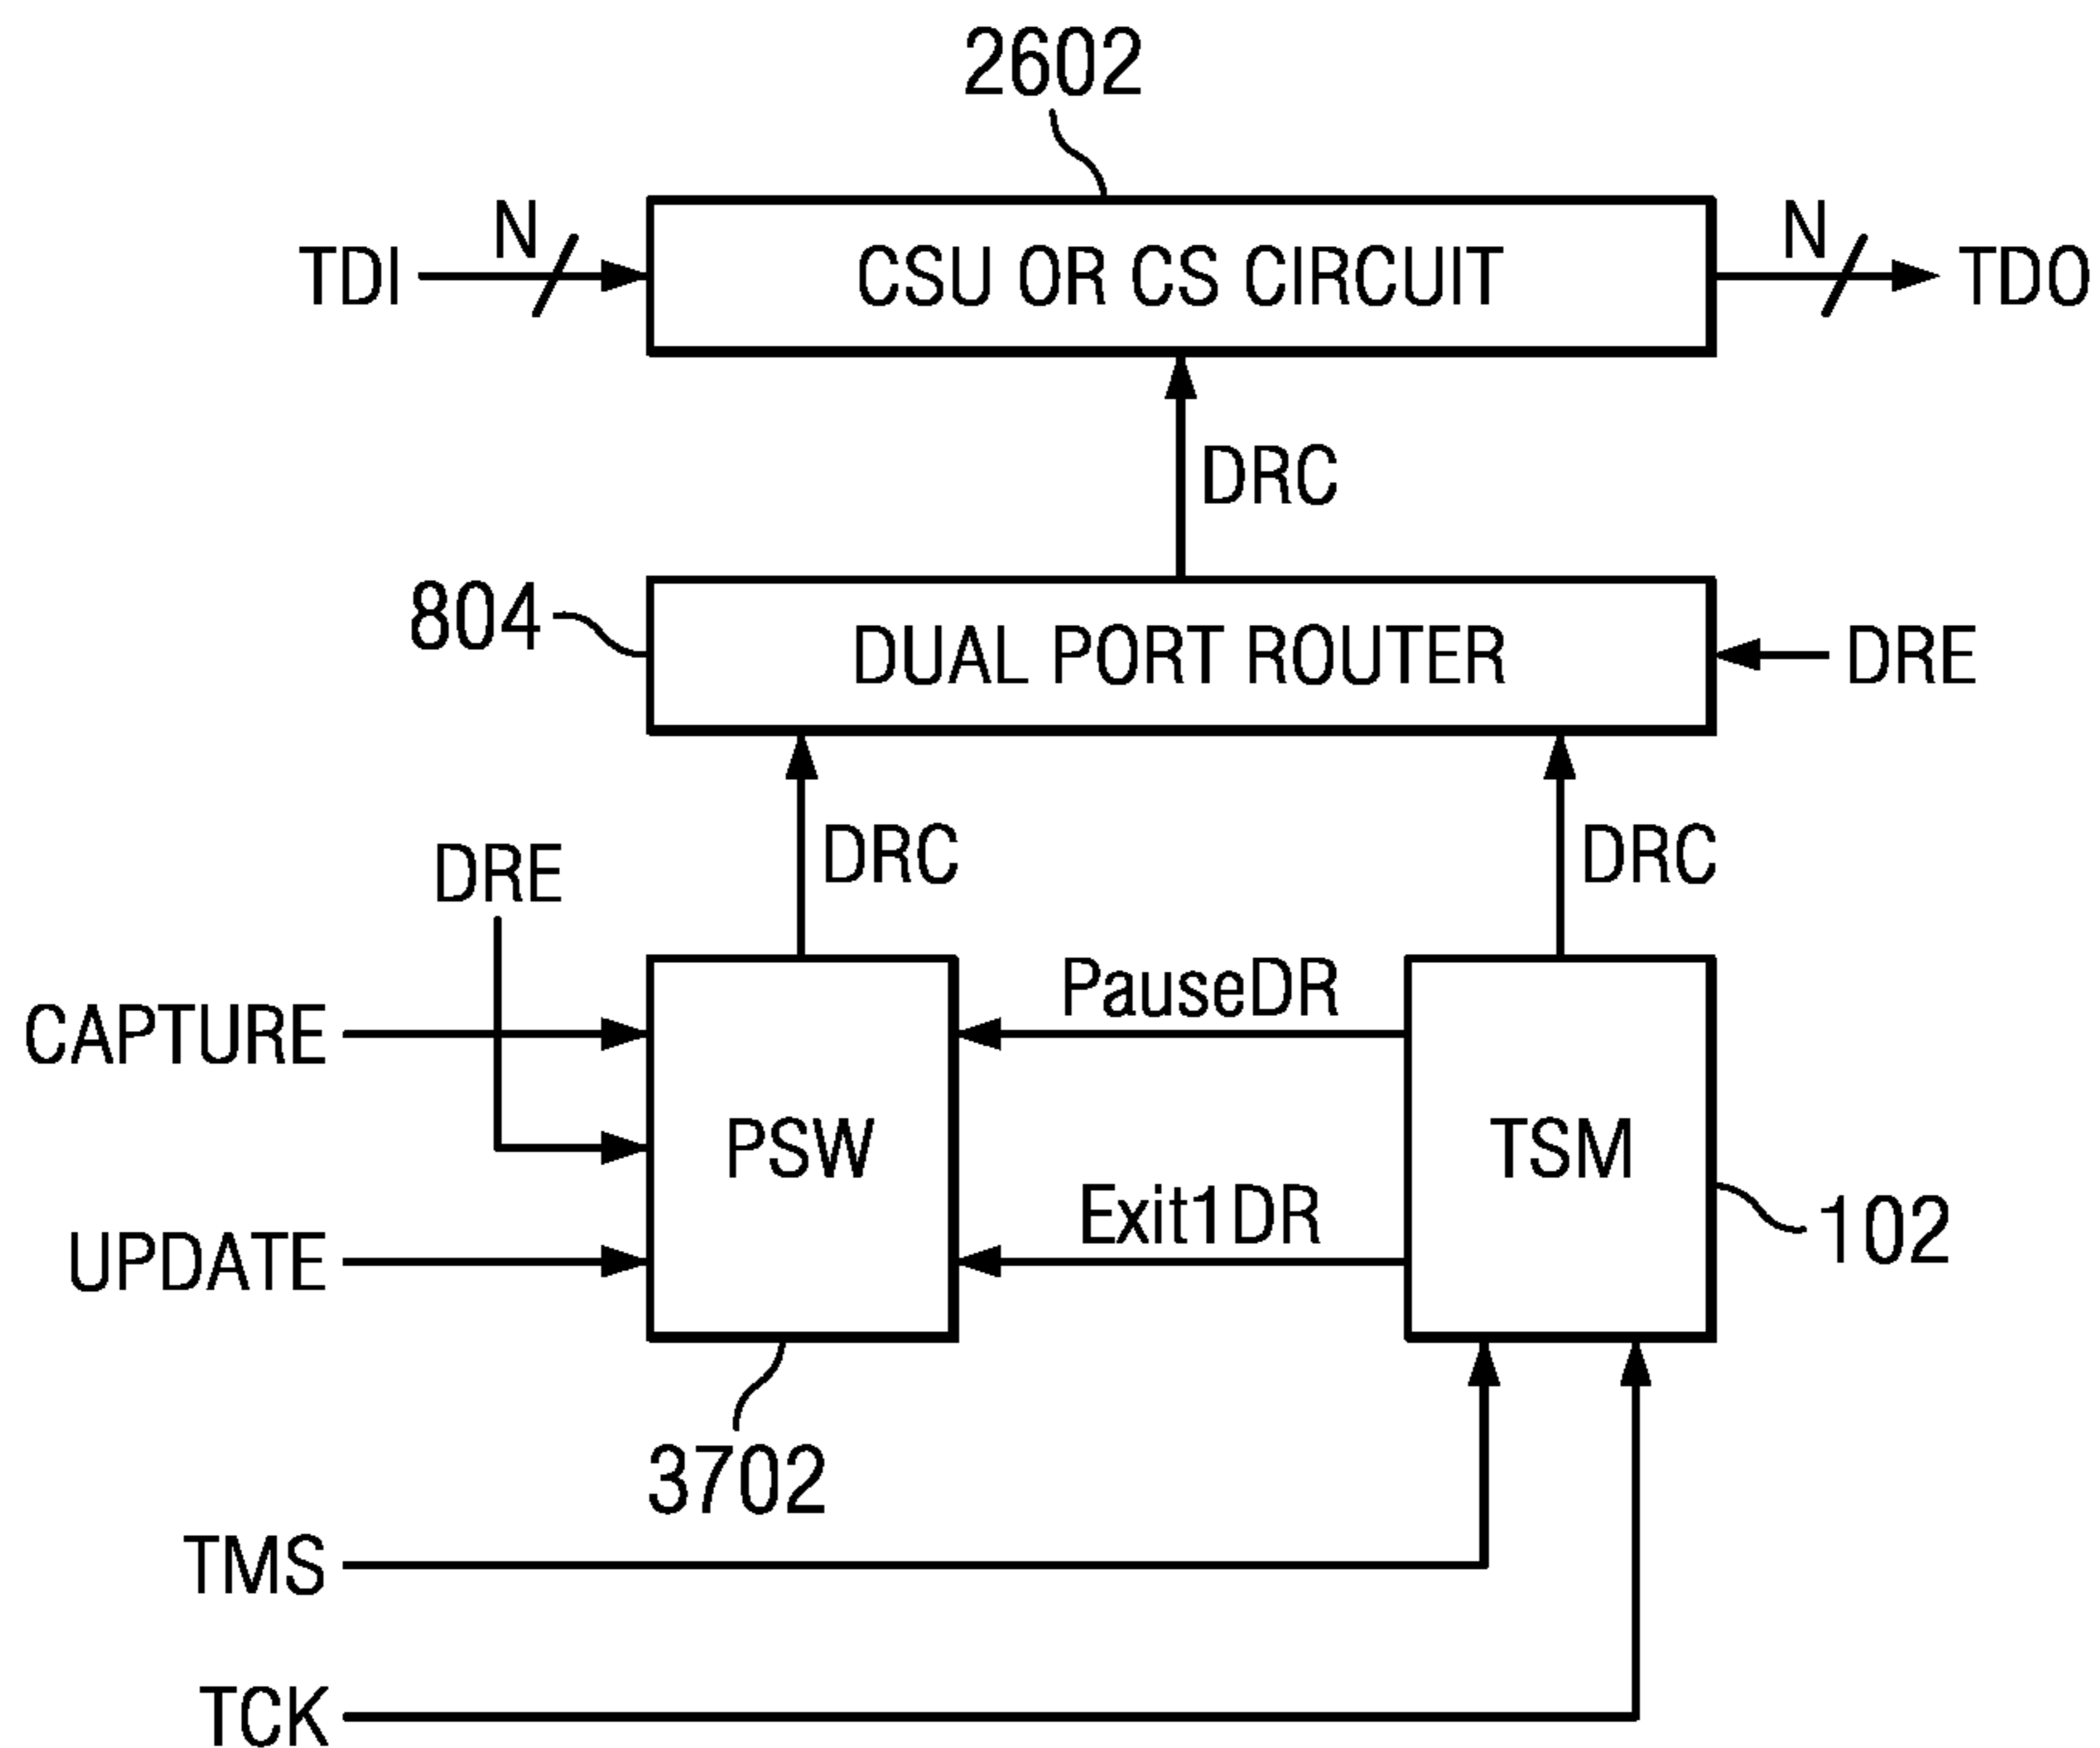 2602
N
N
TDI
CSU OR CS CIRCUIT
TDO
DRC
804
DUAL PORT ROUTER
DRE
DRC
DRC
DRE
PauseDR
CAPTURE
PSW
TSM
Exit1DR
102
UPDATE
3702
TMS
TCK